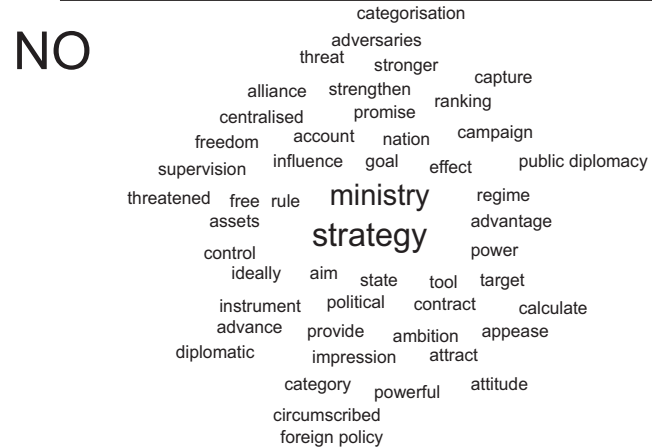 categorisation
NO
adversaries
threat stronger
capture
alliance strengthen
ranking
centralised promise
freedom account nation campaign
supervision influence goal effect public diplomacy
threatened free rule ministry regime
assets strategy advantage
control power
ideally aim state tool target
instrument political contract calculate
advance provide ambition appease
diplomatic impression attract
category powerful attitude
circumscribed
foreign policy